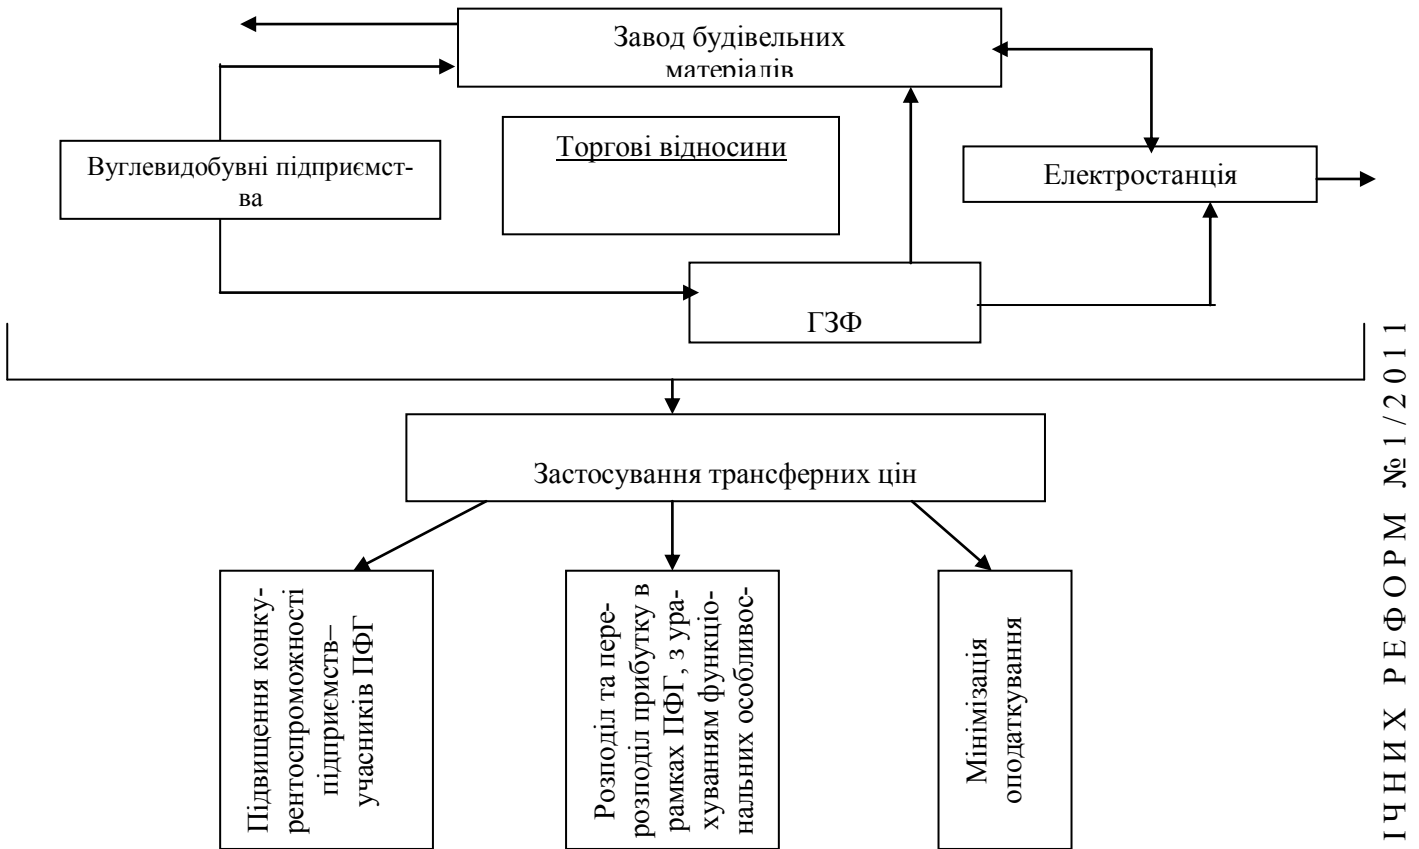 Завод будівельних
матеріалів
Вуглевидобувні підприємст-
ва
Торгові відносини
Електростанція
ГЗФ
Застосування трансферних цін
Підвищення конку-
рентоспроможності
підприємств–
учасників ПФГ
Розподіл та пере-
розподіл прибутку в
рамках ПФГ, з ура-
хуванням функціо-
нальних особливос-
Мінімізація
оподаткування
ІЧНИХ РЕФОРМ №1/2011